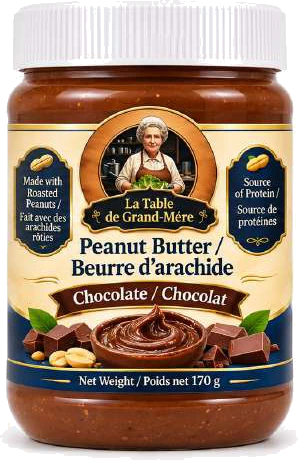 La Table
de Grand-Mére
Made with
Roasted
Peanuts /
Fait avec des
arachides
rôties
Source
of Protein /
Source de
protéines
Peanut Butter /
Beurre d'arachide
Chocolate / Chocolat
Net Weight / Poids net 170 g